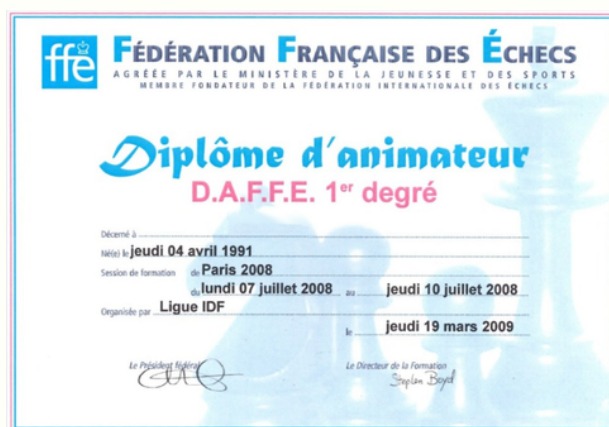 ffe
FÉDÉRATION FRANÇAISE DES ÉCHECS
AGRÉÉE PAR LE MINISTÈRE DE LA JEUNESSE ET DES SPORTS
MEMBRE FONDATEUR DE LA FÉDÉRATION INTERNATIONALE DES ÉCHECS
Diplôme d'animateur
D.A.F.F.E. 1er degré
Décerné à
Né(e) le jeudi 04 avril 1991
Session de formation de Paris 2008
du lundi 07 juillet 2008 au jeudi 10 juillet 2008
Organisée par Ligue IDF
le jeudi 19 mars 2009
Le Président fédéral Le Directeur de la Formation
Stephen Boyd